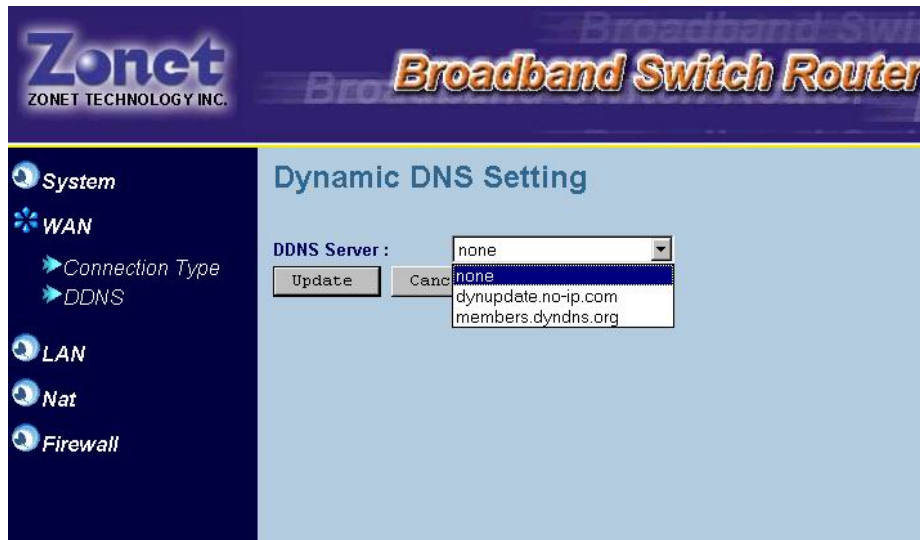 Zonet
ZONET TECHNOLOGY INC.
Broadband Switch Router
System
WAN
Connection Type
DDNS
LAN
Nat
Firewall
Dynamic DNS Setting
DDNS Server :
none
Update
Canc
none
dynupdate.no-ip.com
members.dyndns.org